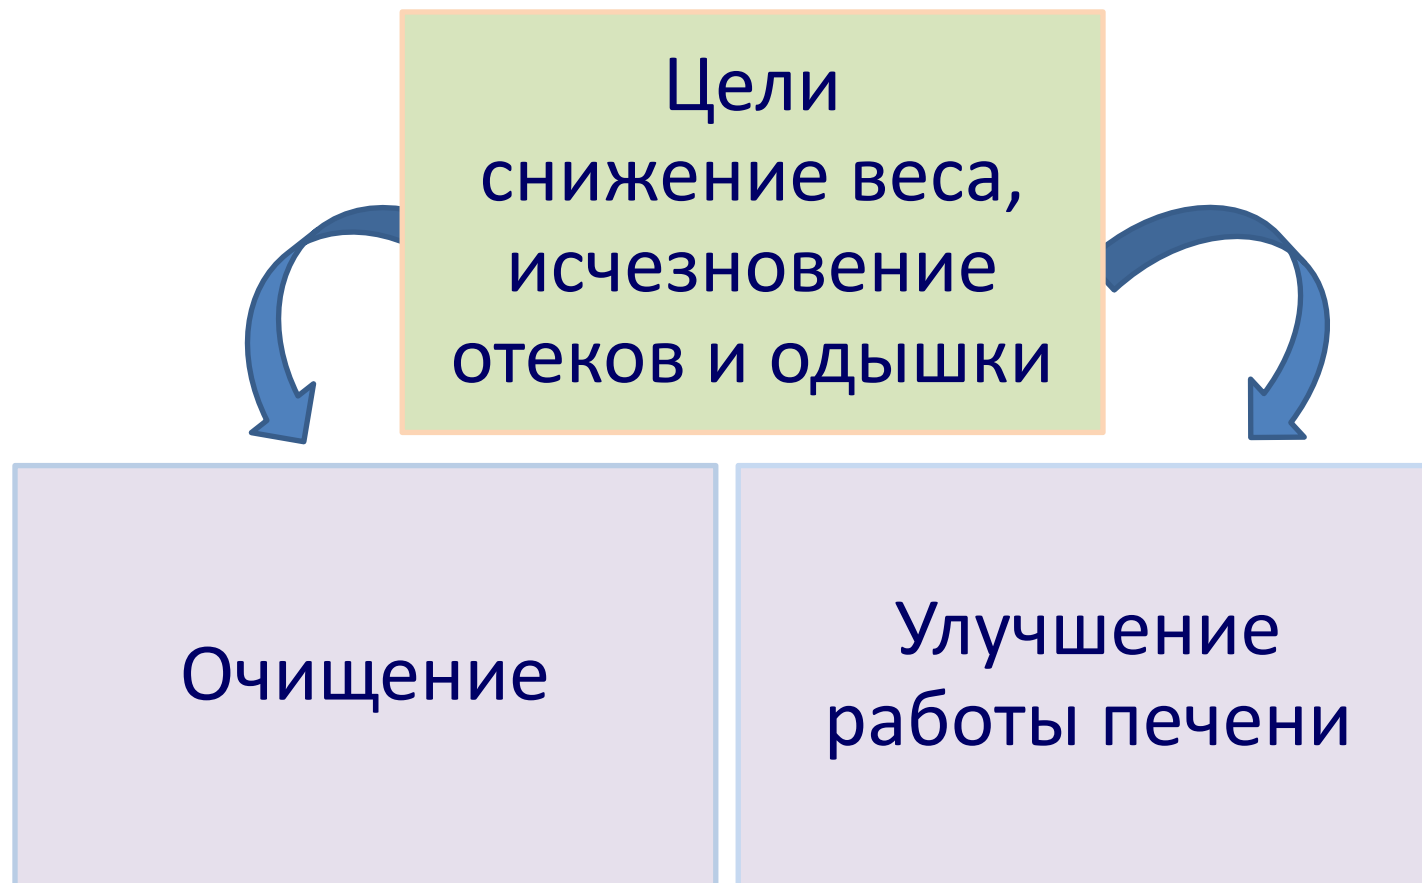 Цели
снижение веса,
исчезновение
отеков и одышки
Очищение
Улучшение
работы печени